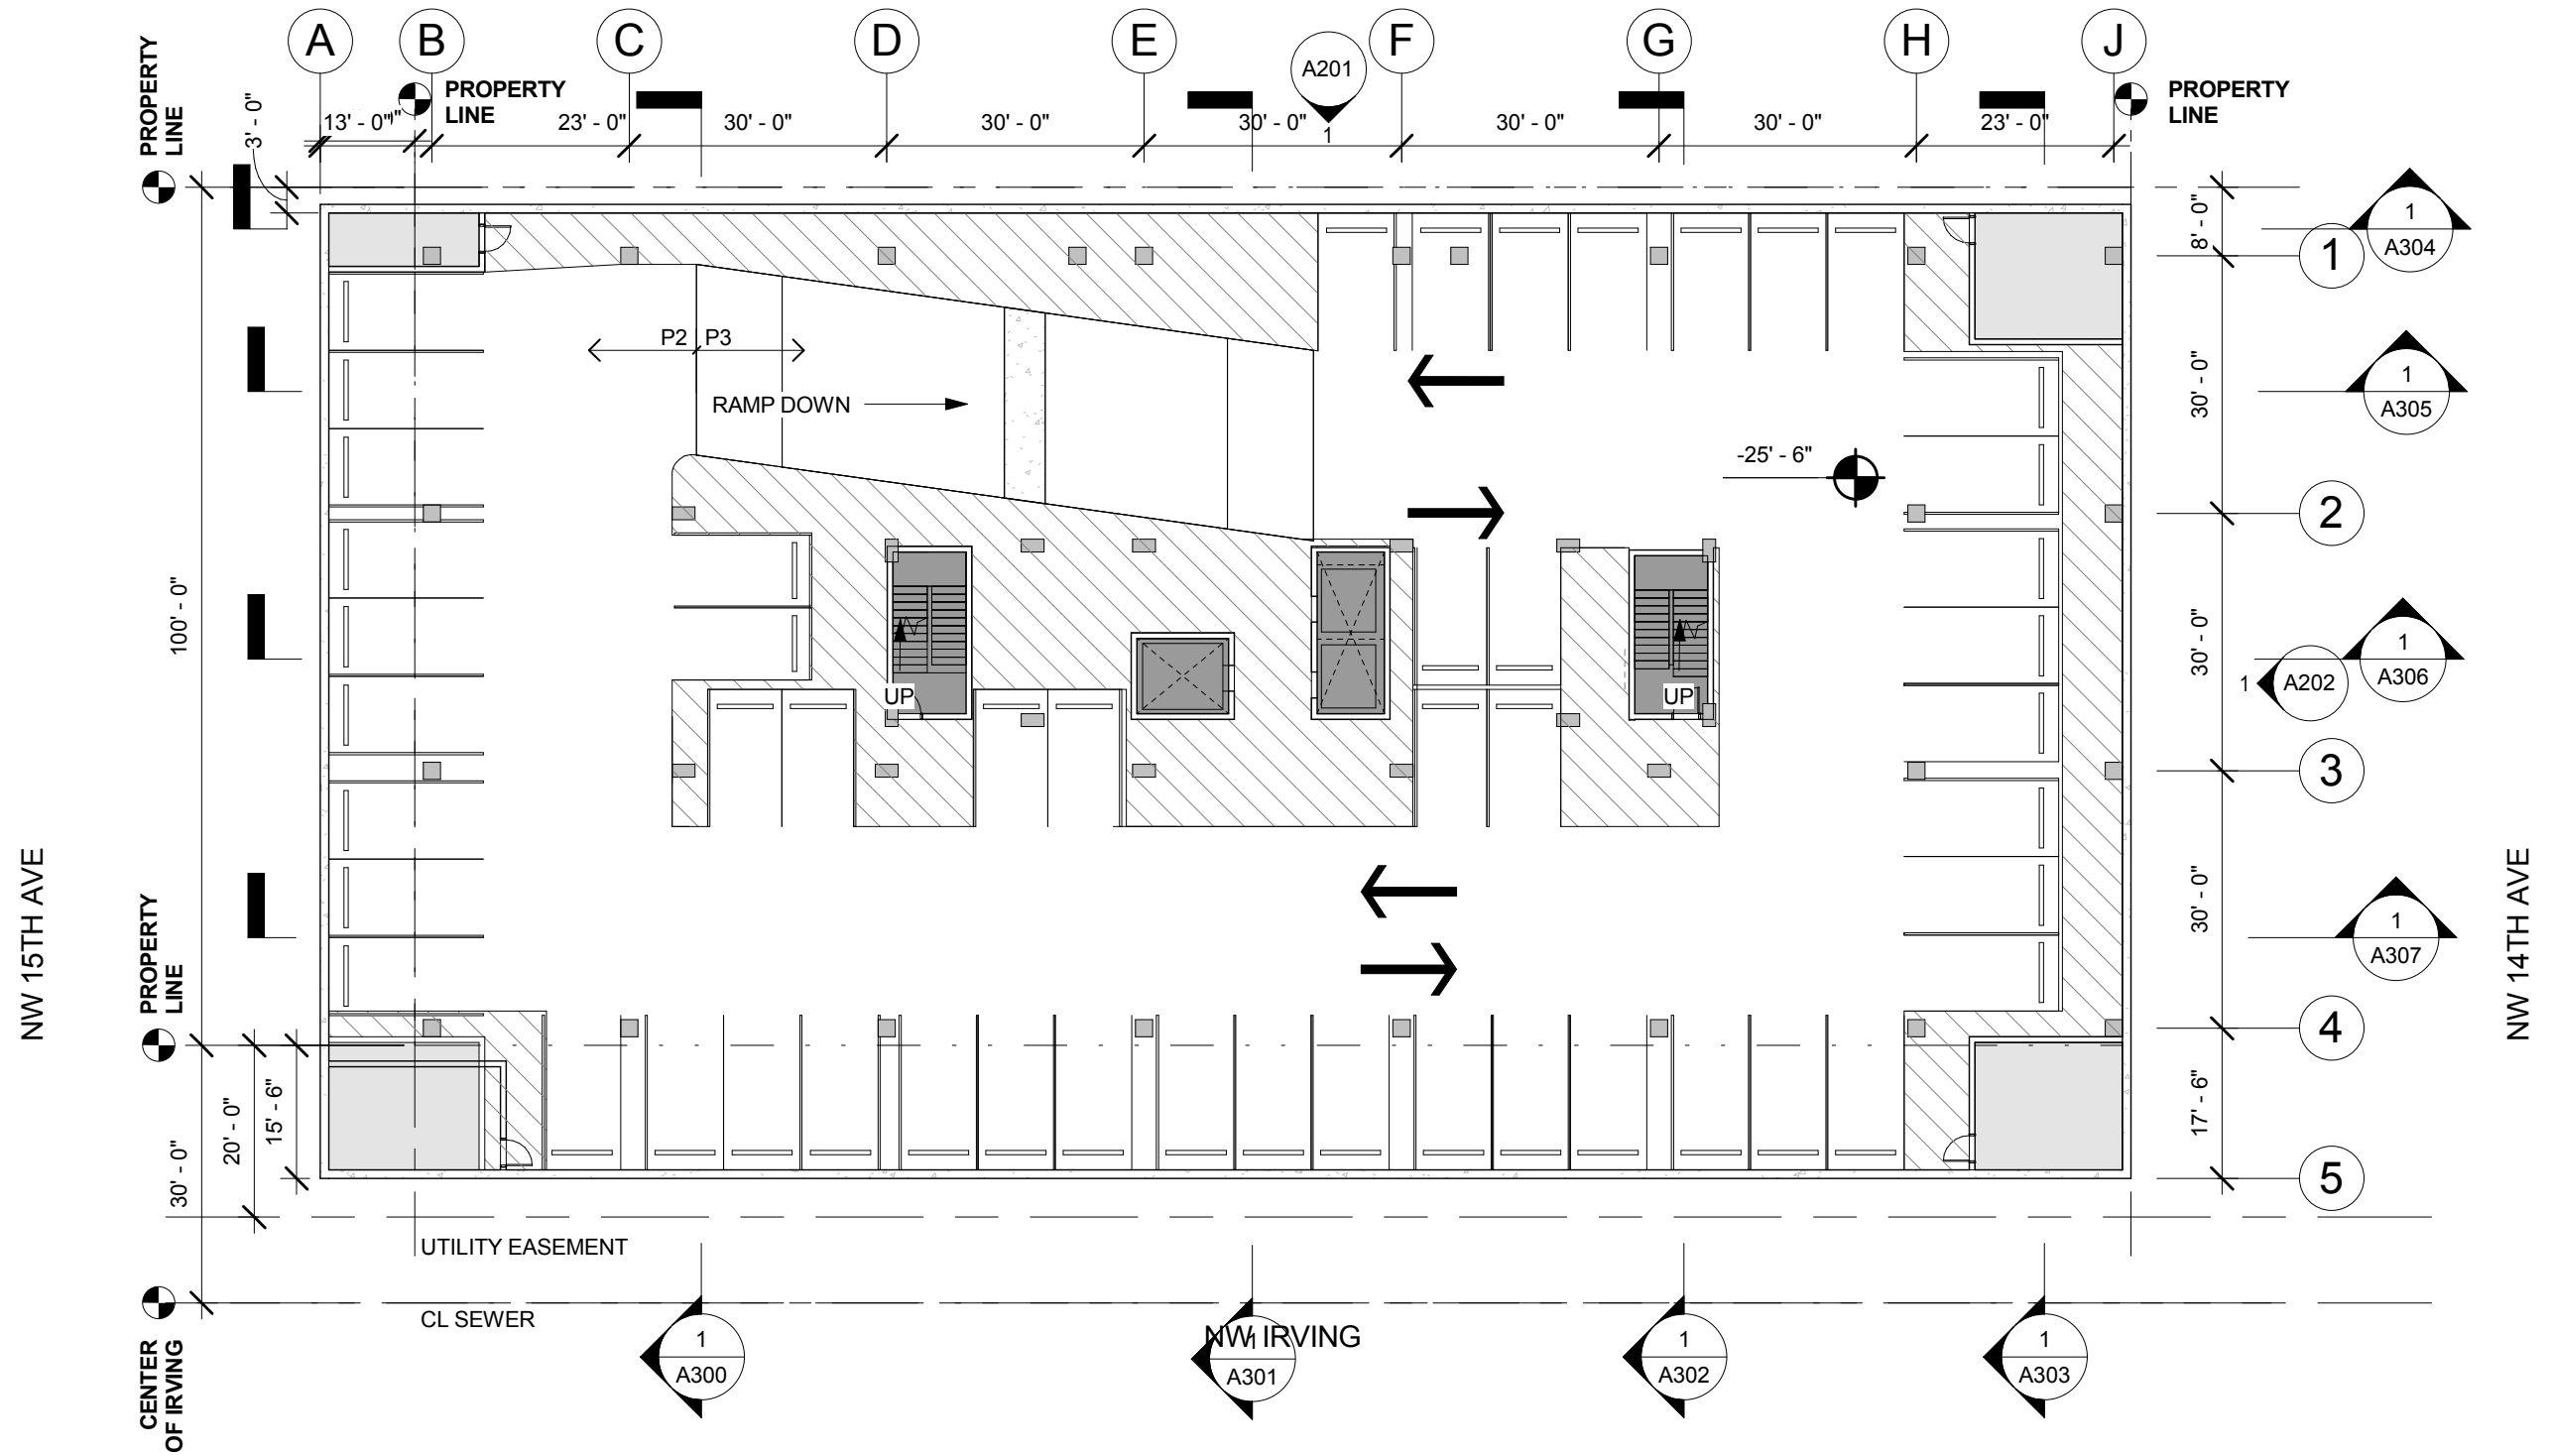 A B C D E F G H J
A201
1
PROPERTY
LINE
PROPERTY
LINE
PROPERTY
LINE
3' - 0"
13' - 0" 23' - 0" 30' - 0" 30' - 0" 30' - 0" 30' - 0" 30' - 0" 23' - 0"
8' - 0"
1
A304
1
P2 P3
RAMP DOWN
30' - 0"
1
A305
-25' - 6"
2
100' - 0"
30' - 0"
1
A306
1 A202
UP
UP
3
NW 15TH AVE
NW 14TH AVE
PROPERTY
LINE
30' - 0"
1
A307
4
30' - 0"
20' - 0"
15' - 6"
17' - 6"
5
UTILITY EASEMENT
CL SEWER
CENTER
OF IRVING
NW IRVING
1
A300
1
A301
1
A302
1
A303